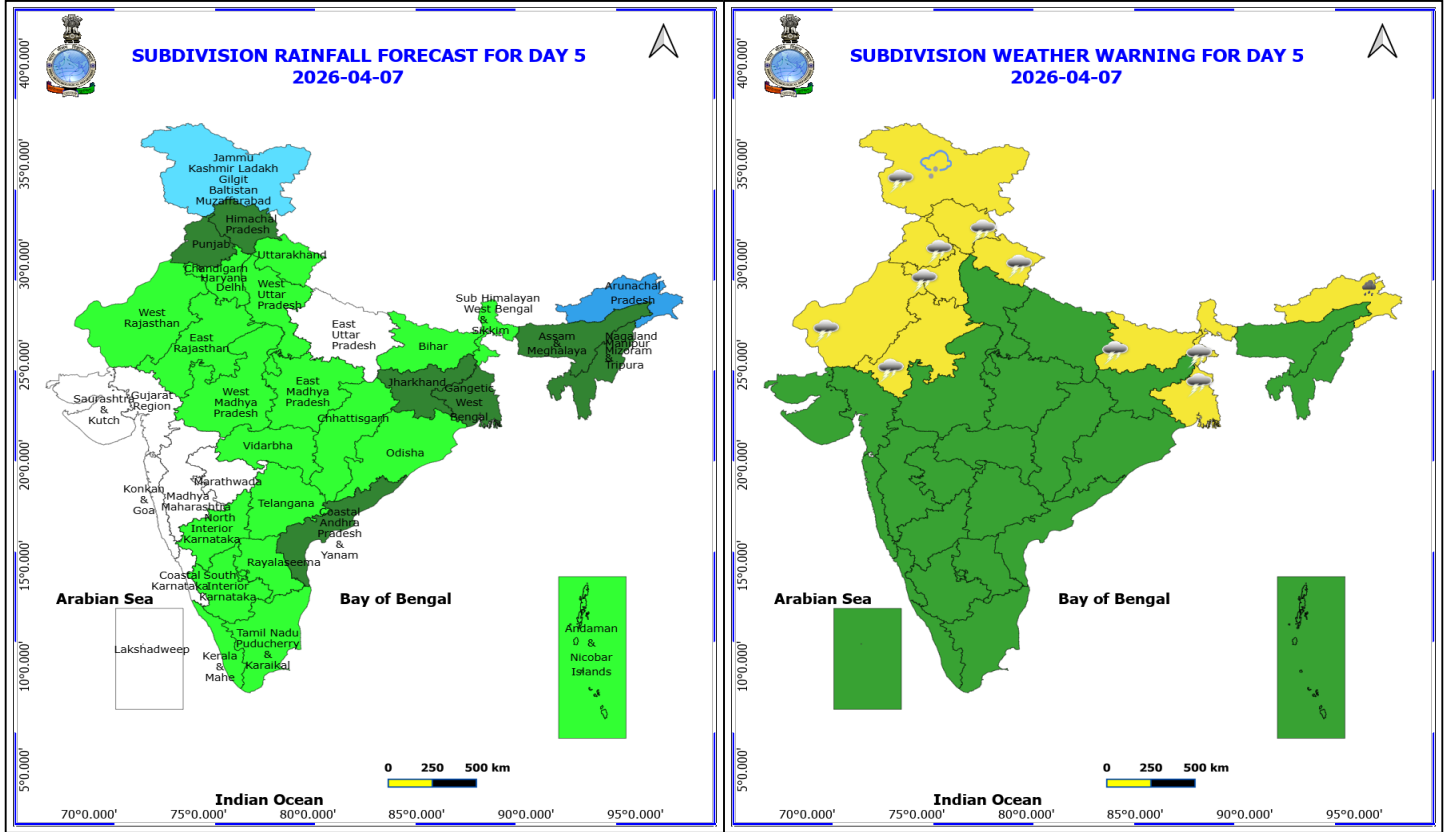 SUBDIVISION RAINFALL FORECAST FOR DAY 5
2026-04-07
40°0.000'
35°0.000'
30°0.000'
25°0.000'
20°0.000'
15°0.000'
10°0.000'
5°0.000'
Jammu
Kashmir Ladakh
Gilgit
Baltistan
Muzaffarabad
Himachal
Pradesh
Punjab
Uttarakhand
Chandigarh
Haryana
Delhi
West
Uttar
Pradesh
West
Rajasthan
East
Rajasthan
East
Uttar
Pradesh
Sub Himalayan
West Bengal
&
Sikkim
Arunachal
Pradesh
Assam
&
Meghalaya
Nagaland
Manipur
Mizoram
&
Tripura
Bihar
Jharkhand
Gangetic
West
Bengal
Saurashtra
&
Kutch
Gujarat
Region
West
Madhya
Pradesh
East
Madhya
Pradesh
Chhattisgarh
Vidarbha
Odisha
Konkan
&
Goa
Madhya
Maharashtra
Marathwada
Telangana
North
Interior
Karnataka
Coastal
Andhra
Pradesh
&
Yanam
Rayalaseema
Coastal
Karnataka
South
Interior
Karnataka
Arabian Sea
Bay of Bengal
Lakshadweep
Kerala
&
Mahe
Tamil Nadu
Puducherry
&
Karaikal
Andaman
&
Nicobar
Islands
0 250 500 km
Indian Ocean
70°0.000' 75°0.000' 80°0.000' 85°0.000' 90°0.000' 95°0.000'
SUBDIVISION WEATHER WARNING FOR DAY 5
2026-04-07
40°0.000'
35°0.000'
30°0.000'
25°0.000'
20°0.000'
15°0.000'
10°0.000'
5°0.000'
Arabian Sea
Bay of Bengal
0 250 500 km
Indian Ocean
70°0.000' 75°0.000' 80°0.000' 85°0.000' 90°0.000' 95°0.000'